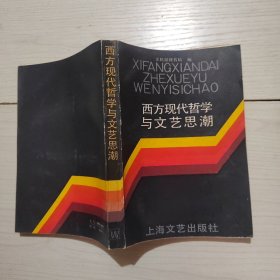 XIFANGXIANDAI
ZHEXUEYU
WENYISICHAO
西方现代哲学
与文艺思潮
上海文艺出版社
西方现代哲学与文艺思潮